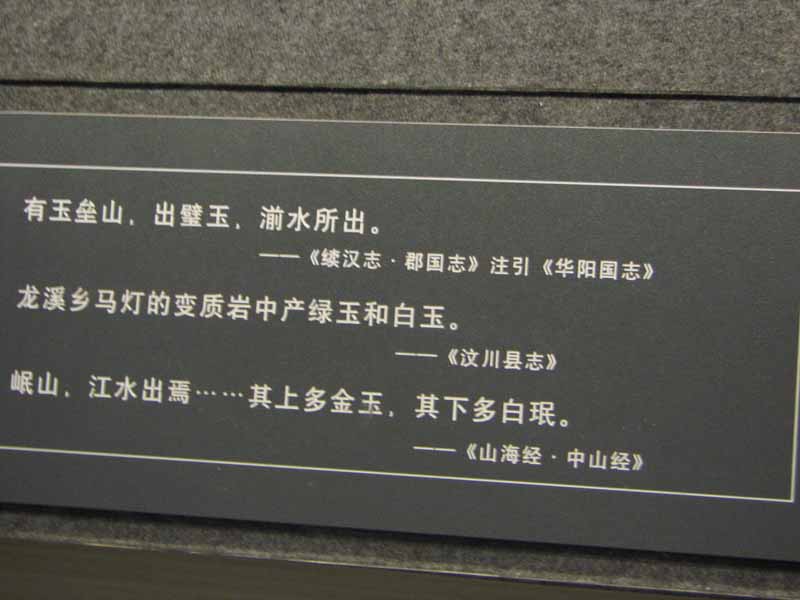 有玉垒山，出璧玉，湔水所出。
——《续汉志·郡国志》注引《华阳国志》
龙溪乡马灯的变质岩中产绿玉和白玉。
——《汶川县志》
岷山，江水出焉……其上多金玉，其下多白珉。
——《山海经·中山经》